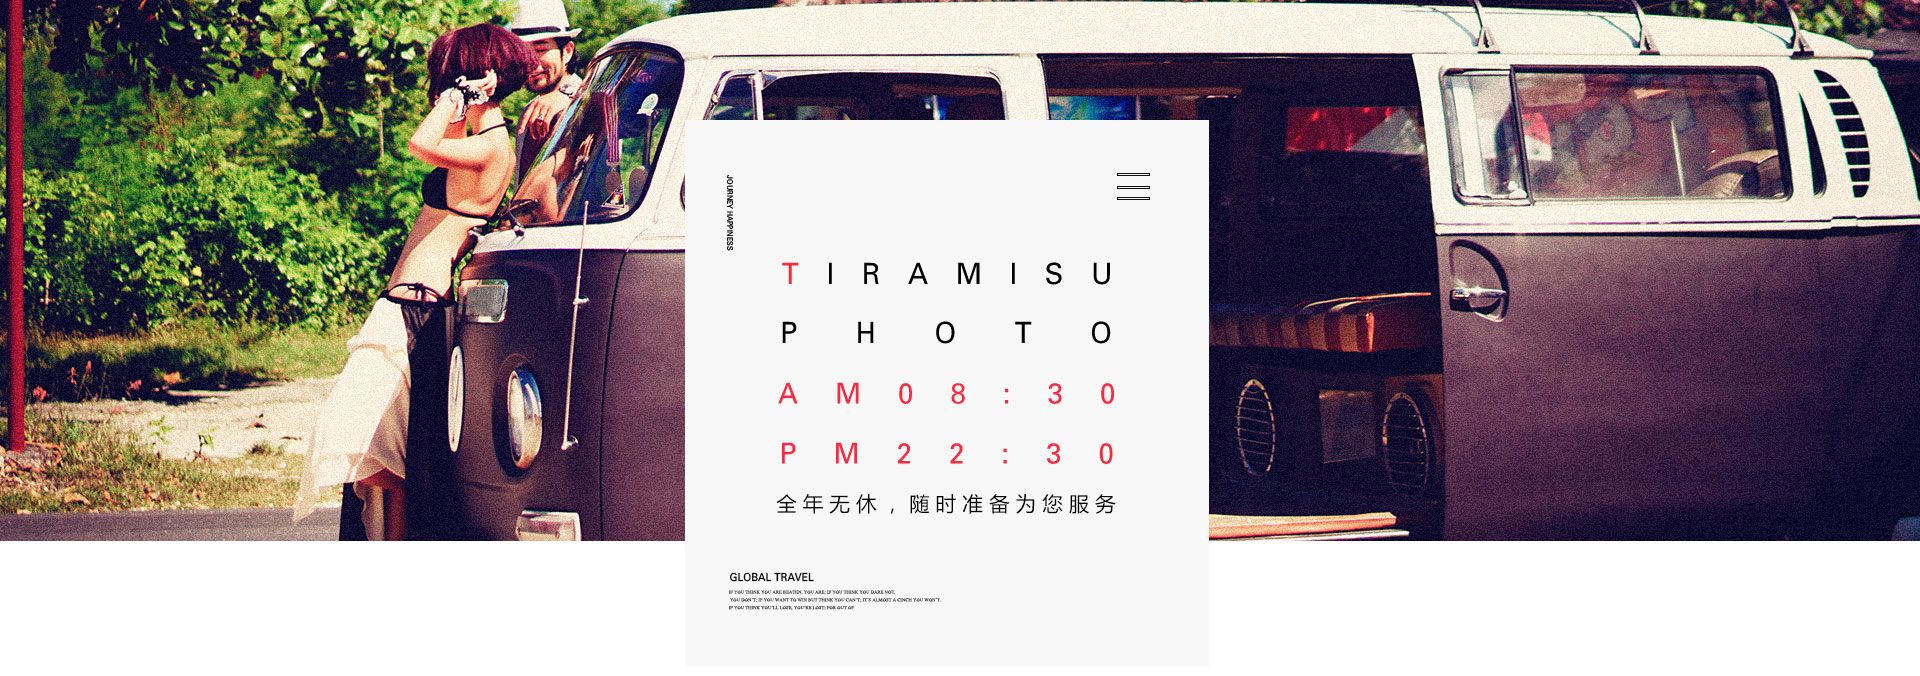 JOURNEY HAPPINESS
TIRAMISU
PHOTO
AM08:30
PM22:30
全年无休，随时准备为您服务
GLOBAL TRAVEL
IF YOU THINK YOU ARE BEATEN, YOU ARE; IF YOU THINK YOU DARE NOT,
YOU DON'T; IF YOU WANT TO WIN BUT THINK YOU CAN'T; IT'S ALMOST A CINCH YOU WON'T.
IF YOU THINK YOU'LL LOSE, YOU'RE LOST; FOR OUT OF